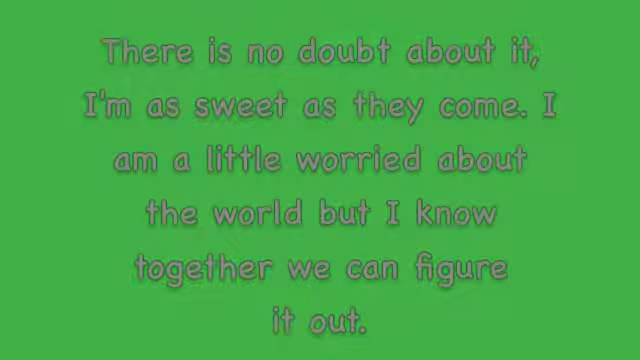 There is no doubt about it,
I'm as sweet as they come. I
am a little worried about
the world but I know
together we can figure
it out.